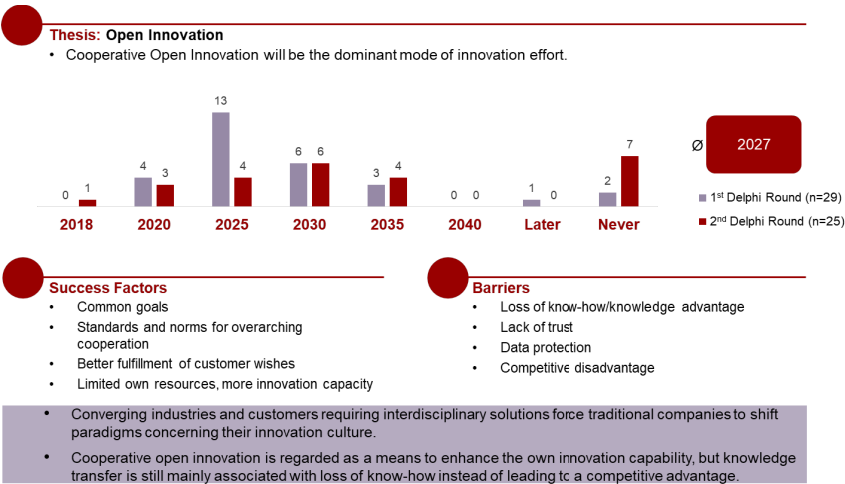 Thesis: Open Innovation
• Cooperative Open Innovation will be the dominant mode of innovation effort.
13
4
6 6
7
4
3
4
3
2
0 1
0 0
1 0
2018 2020 2025 2030 2035 2040 Later Never
Ø 2027
1st Delphi Round (n=29)
2nd Delphi Round (n=25)
Success Factors
• Common goals
• Standards and norms for overarching
cooperation
• Better fulfillment of customer wishes
• Limited own resources, more innovation capacity
Barriers
• Loss of know-how/knowledge advantage
• Lack of trust
• Data protection
• Competitive disadvantage
• Converging industries and customers requiring interdisciplinary solutions force traditional companies to shift
paradigms concerning their innovation culture.
• Cooperative open innovation is regarded as a means to enhance the own innovation capability, but knowledge
transfer is still mainly associated with loss of know-how instead of leading to a competitive advantage.